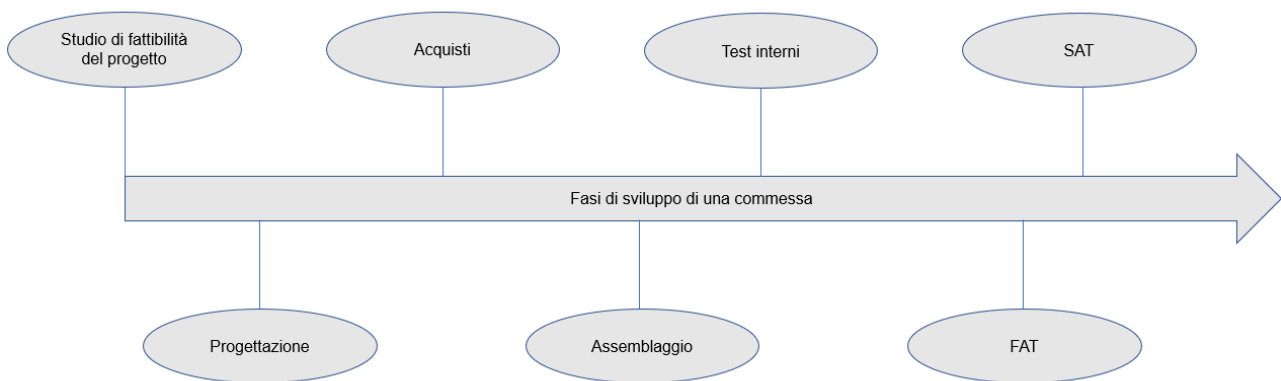 Studio di fattibilità
del progetto
Acquisti
Test interni
SAT
Fasi di sviluppo di una commessa
Progettazione
Assemblaggio
FAT